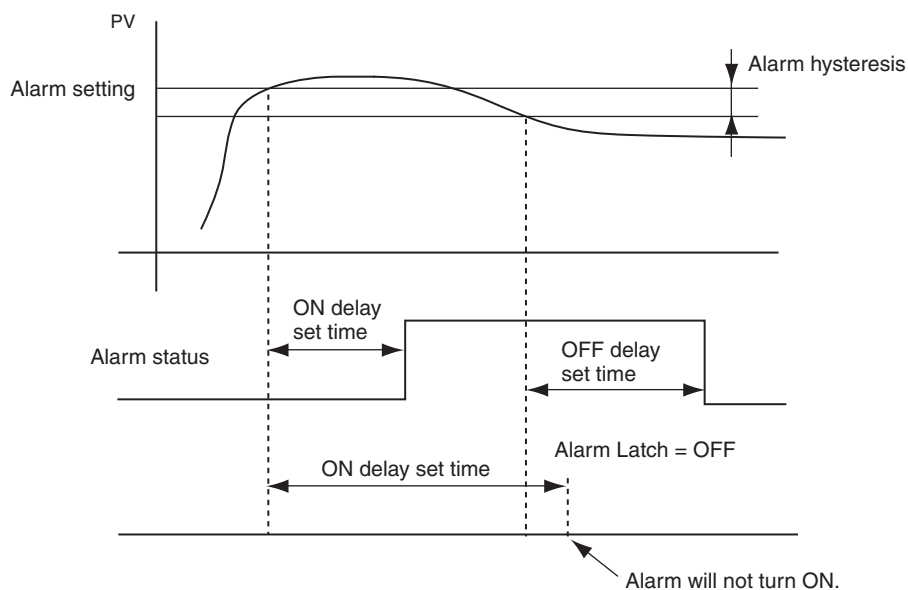 PV
Alarm setting
Alarm hysteresis
ON delay
set time
Alarm status
OFF delay
set time
Alarm Latch = OFF
ON delay set time
Alarm will not turn ON.